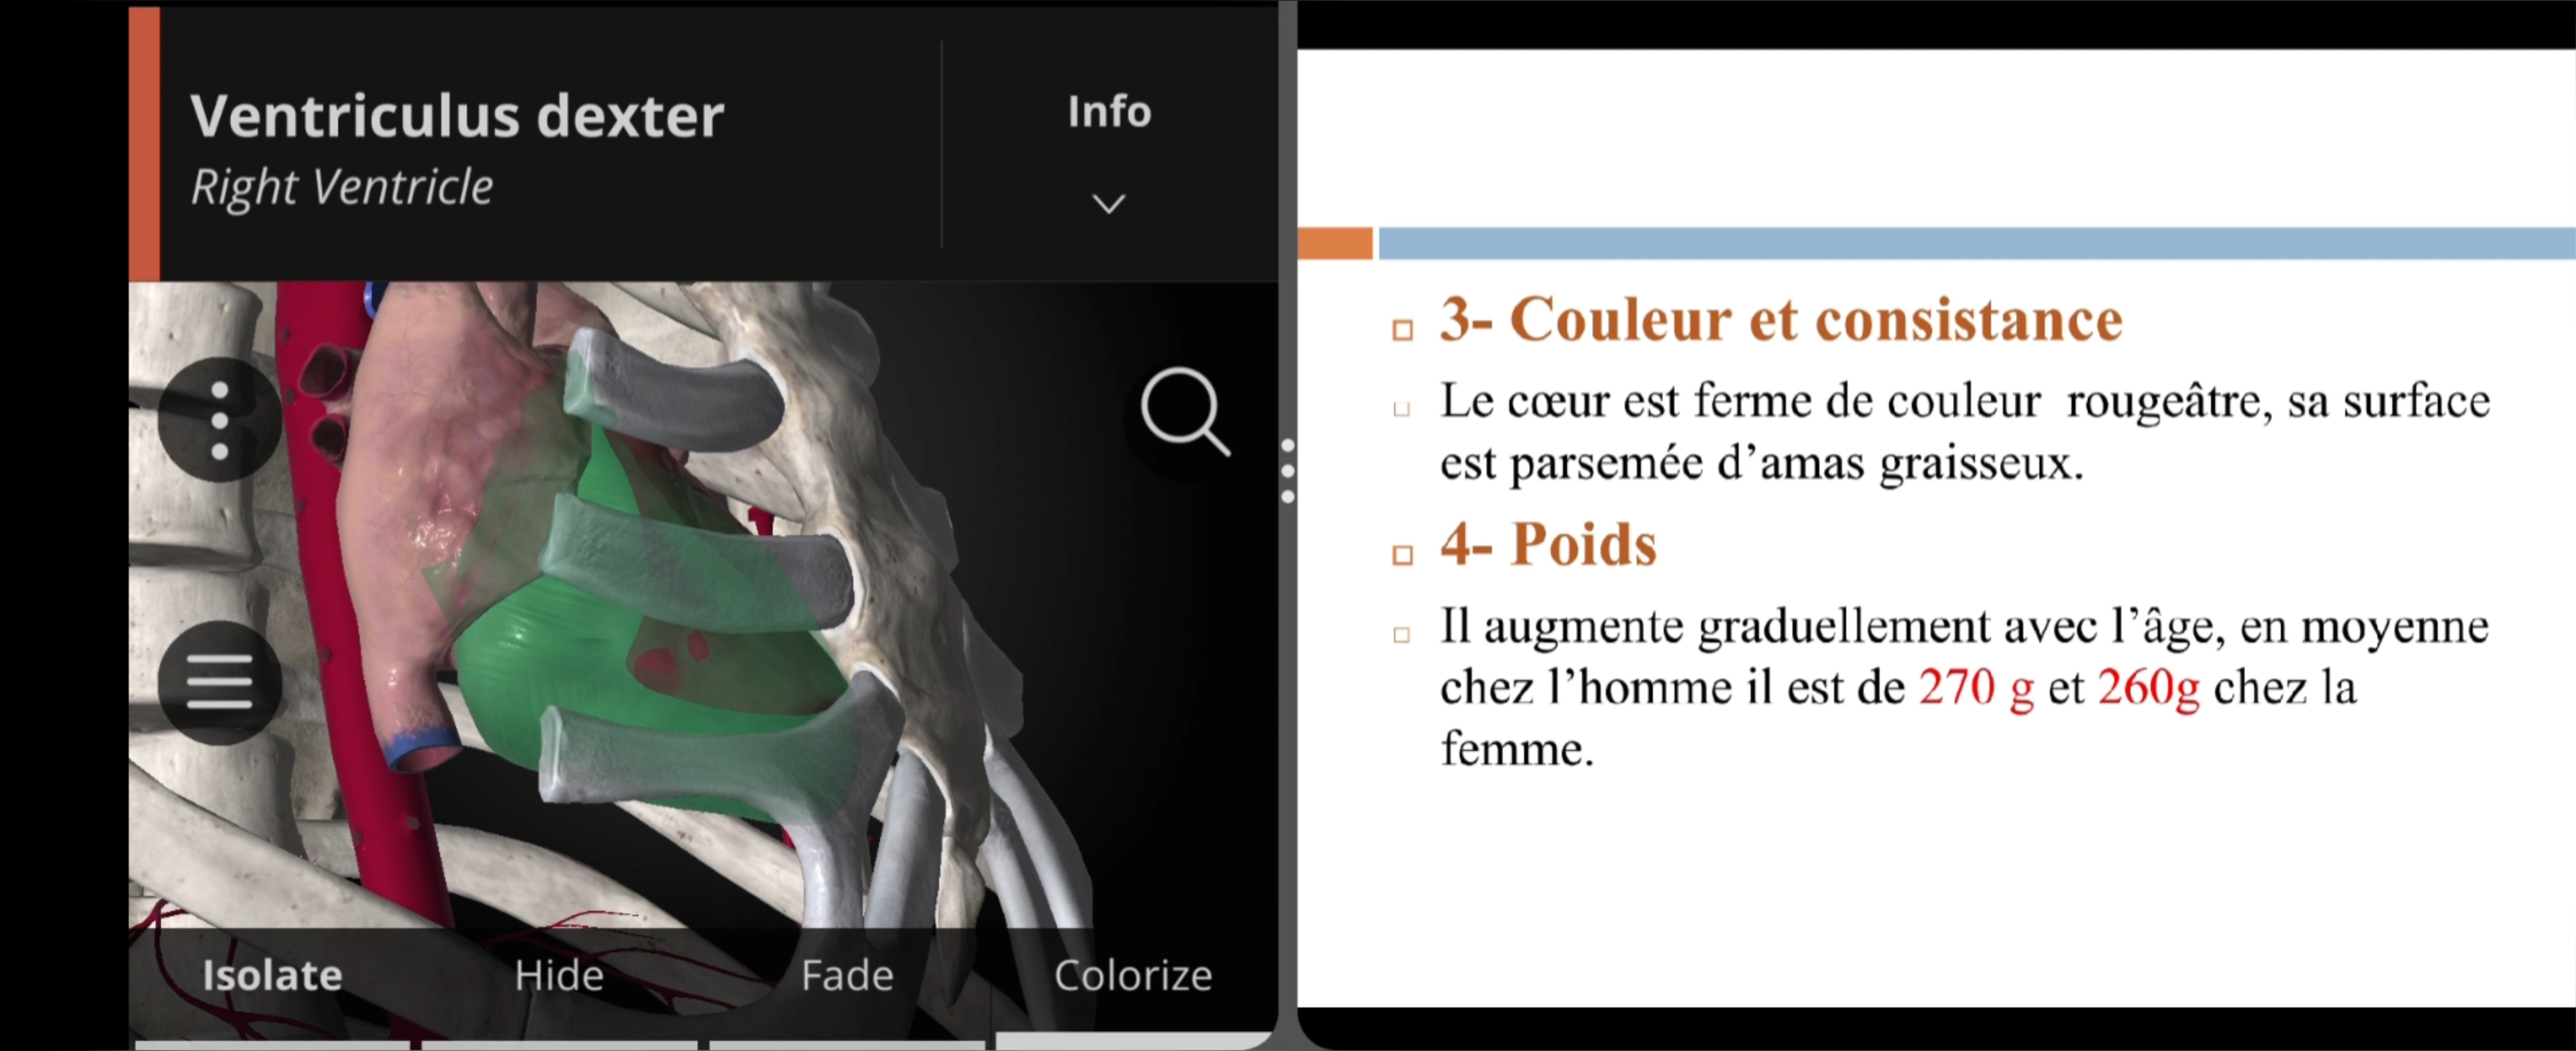 Ventriculus dexter
Right Ventricle
Info
Isolate
Hide
Fade
Colorize
3- Couleur et consistance
Le cœur est ferme de couleur rougeâtre, sa surface
est parsemée d’amas graisseux.
4- Poids
Il augmente graduellement avec l’âge, en moyenne
chez l’homme il est de 270 g et 260g chez la
femme.